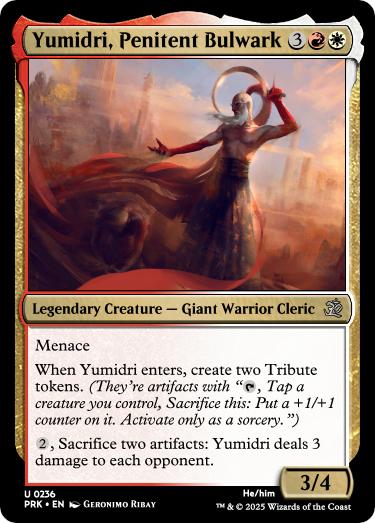 Yumidri, Penitent Bulwark 3
Legendary Creature — Giant Warrior Cleric
Menace
When Yumidri enters, create two Tribute
tokens. (They're artifacts with “, Tap a
creature you control, Sacrifice this: Put a +1/+1
counter on it. Activate only as a sorcery.”)
2, Sacrifice two artifacts: Yumidri deals 3
damage to each opponent.
3/4
U 0236
He/him
PRK • EN Geronimo Ribay
™ & © 2025 Wizards of the Coast